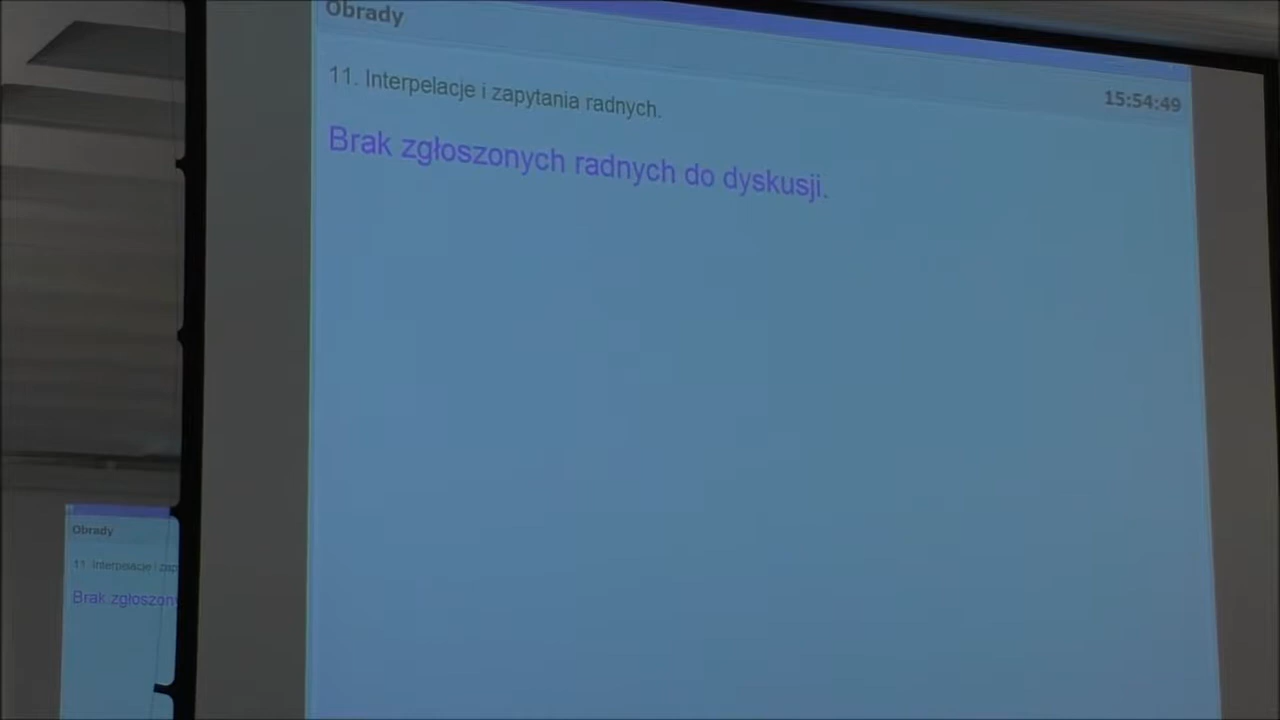 Obrady
15:54:49
11. Interpelacje i zapytania radnych.
Brak zgłoszonych radnych do dyskusji.
Obrady
11. Interpelacje i zap
Brak zgłoszon